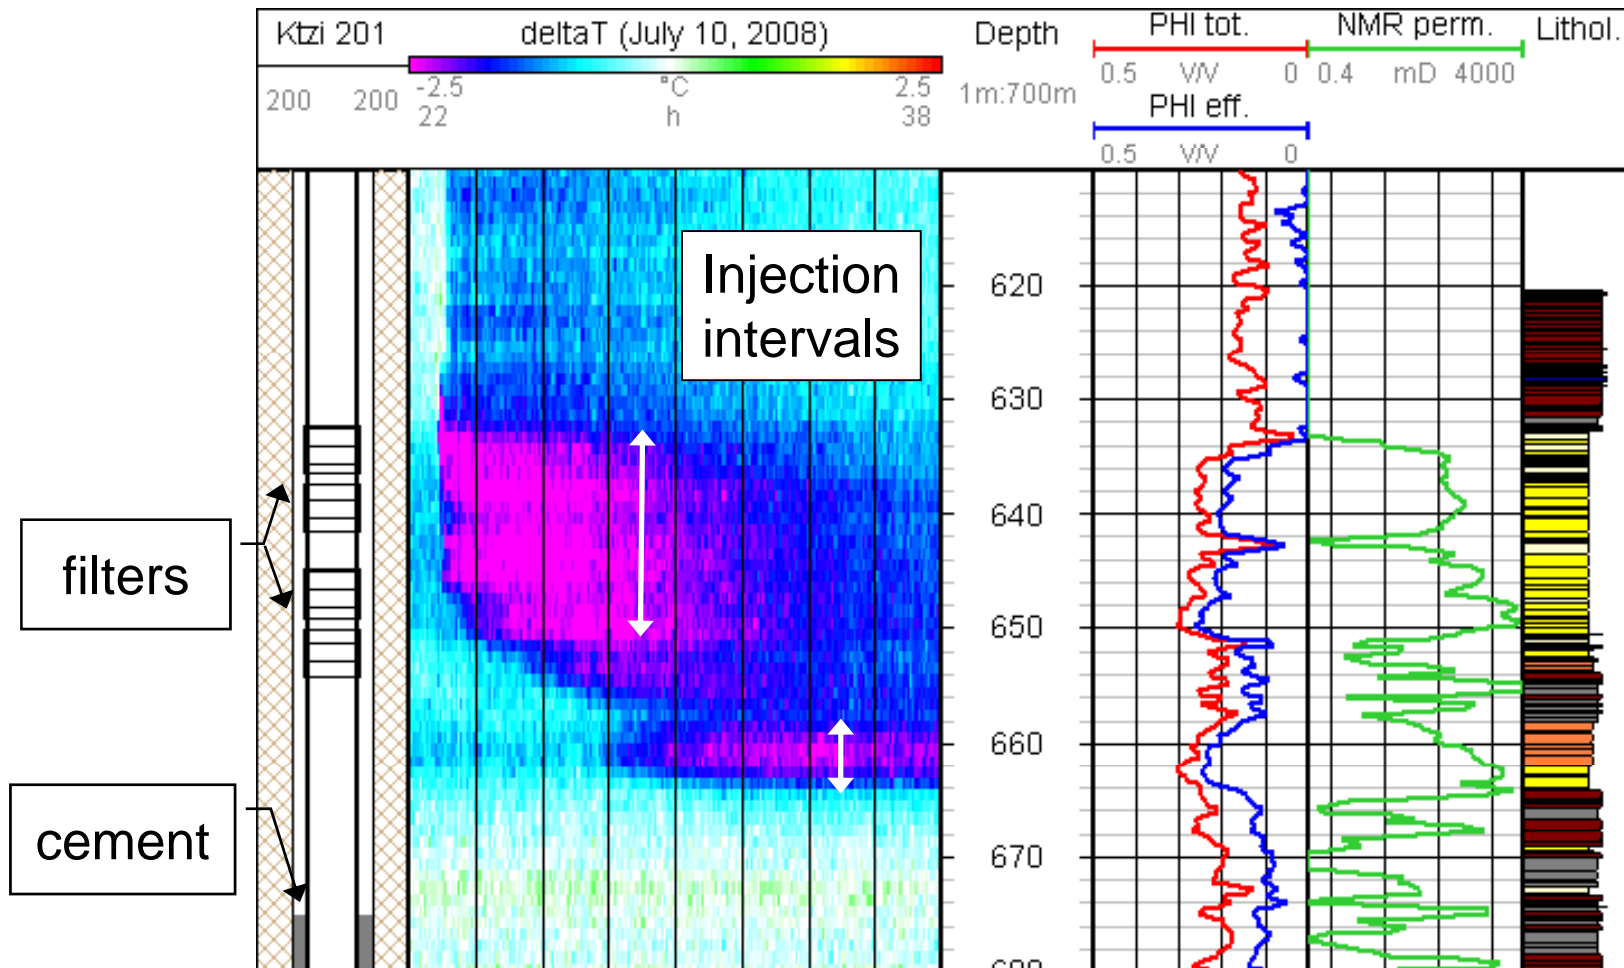 Ktzi 201
deltaT (July 10, 2008)
Depth
PHI tot.
NMR perm.
Lithol.
200 200
-2.5 °C 2.5
22 h 38
1m:700m
0.5 V/V 0
0.4 mD 4000
PHI eff.
0.5 V/V 0
Injection
intervals
620
630
640
650
660
670
680
filters
cement